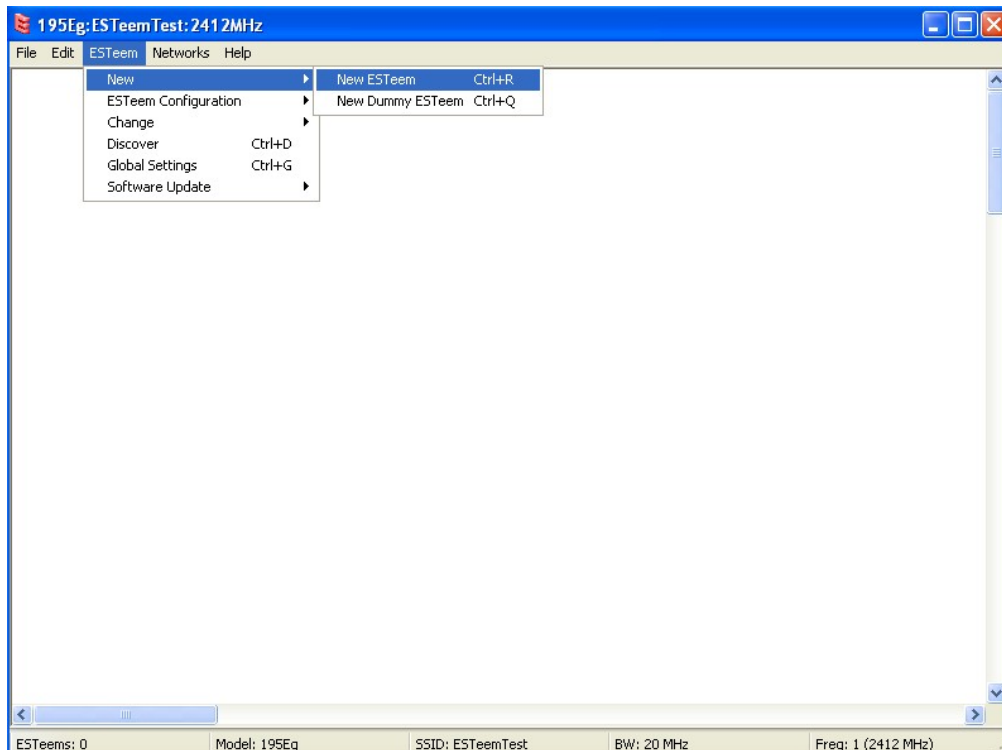 195Eg:ESTeemTest:2412MHz
File Edit ESTeem Networks Help
New
New ESTeem Ctrl+R
ESTeem Configuration
New Dummy ESTeem Ctrl+Q
Change
Discover Ctrl+D
Global Settings Ctrl+G
Software Update
ESTeems: 0 Model: 195Eg SSID: ESTeemTest BW: 20 MHz Freq: 1 (2412 MHz)